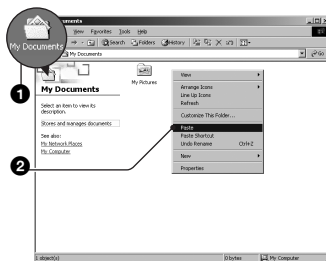 My Documents
uments
View Favorites Tools Help
Search Folders History
My Documents
Go
My Documents
Select an item to view its
description.
Stores and manages documents
See also:
My Network Places
My Computer
My Pictures
1
2
View
Arrange Icons
Line Up Icons
Refresh
Customize This Folder...
Paste
Paste Shortcut
Undo Rename Ctrl+Z
New
Properties
1 object(s) 0 bytes My Computer